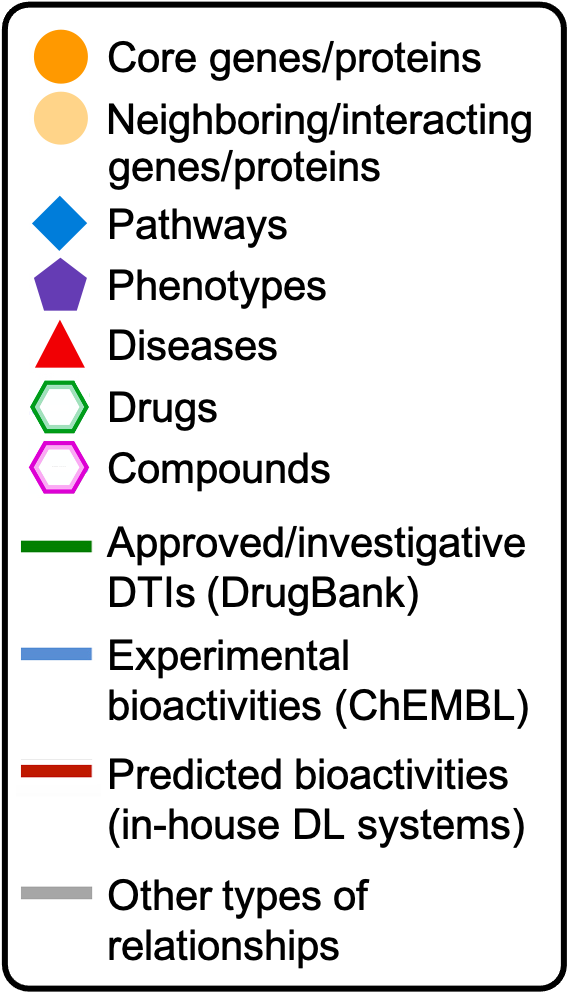 Core genes/proteins
Neighboring/interacting
genes/proteins
Pathways
Phenotypes
Diseases
Drugs
Compounds
Approved/investigative
DTIs (DrugBank)
Experimental
bioactivities (ChEMBL)
Predicted bioactivities
(in-house DL systems)
Other types of
relationships